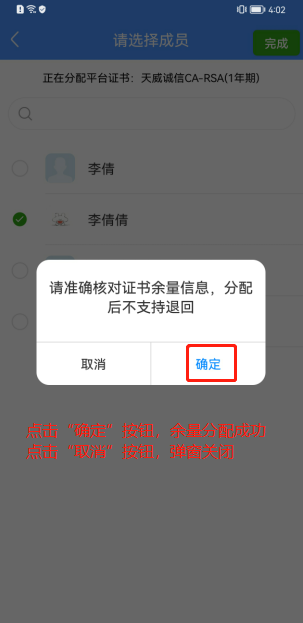 4:02
请选择成员
完成
正在分配平台证书：天威诚信CA-RSA(1年期)
李倩
李倩倩
请准确核对证书余量信息，分配
后不支持退回
取消
确定
点击“确定”按钮，余量分配成功
点击“取消”按钮，弹窗关闭